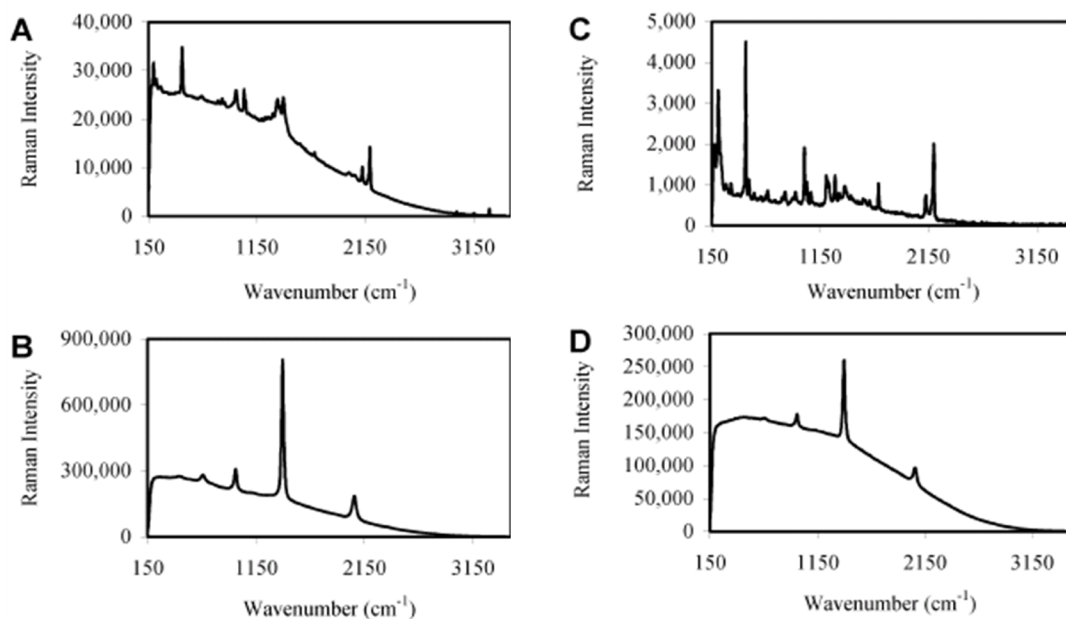 A
40,000
30,000
20,000
10,000
0
150 1150 2150 3150
Raman Intensity
Wavenumber (cm⁻¹)
B
900,000
600,000
300,000
0
150 1150 2150 3150
Raman Intensity
Wavenumber (cm⁻¹)
C
5,000
4,000
3,000
2,000
1,000
0
150 1150 2150 3150
Raman Intensity
Wavenumber (cm⁻¹)
D
300,000
250,000
200,000
150,000
100,000
50,000
0
150 1150 2150 3150
Raman Intensity
Wavenumber (cm⁻¹)